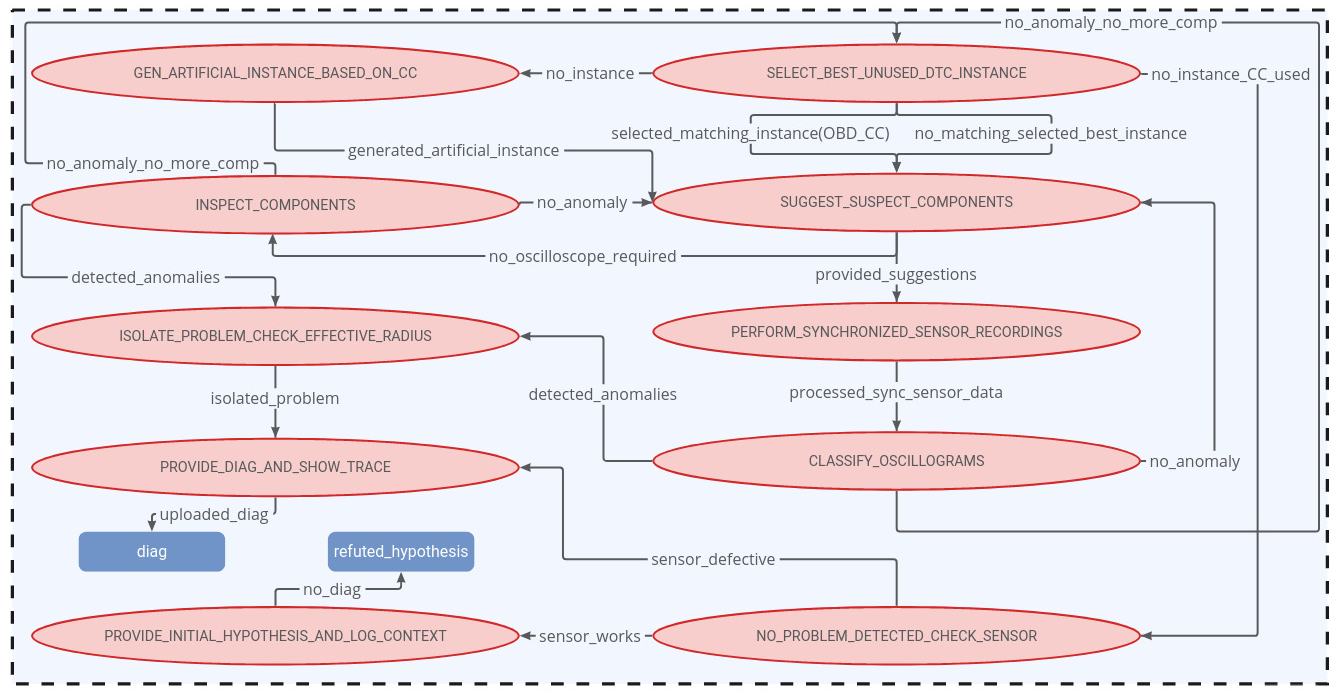 no_anomaly_no_more_comp
GEN_ARTIFICIAL_INSTANCE_BASED_ON_CC
no_instance
SELECT_BEST_UNUSED_DTC_INSTANCE
no_instance_CC_used
selected_matching_instance(OBD_CC)
no_matching_selected_best_instance
generated_artificial_instance
no_anomaly_no_more_comp
INSPECT_COMPONENTS
no_anomaly
SUGGEST_SUSPECT_COMPONENTS
no_oscilloscope_required
detected_anomalies
provided_suggestions
ISOLATE_PROBLEM_CHECK_EFFECTIVE_RADIUS
PERFORM_SYNCHRONIZED_SENSOR_RECORDINGS
isolated_problem
detected_anomalies
processed_sync_sensor_data
PROVIDE_DIAG_AND_SHOW_TRACE
CLASSIFY_OSCILLOGRAMS
no_anomaly
uploaded_diag
diag
refuted_hypothesis
sensor_defective
no_diag
PROVIDE_INITIAL_HYPOTHESIS_AND_LOG_CONTEXT
sensor_works
NO_PROBLEM_DETECTED_CHECK_SENSOR